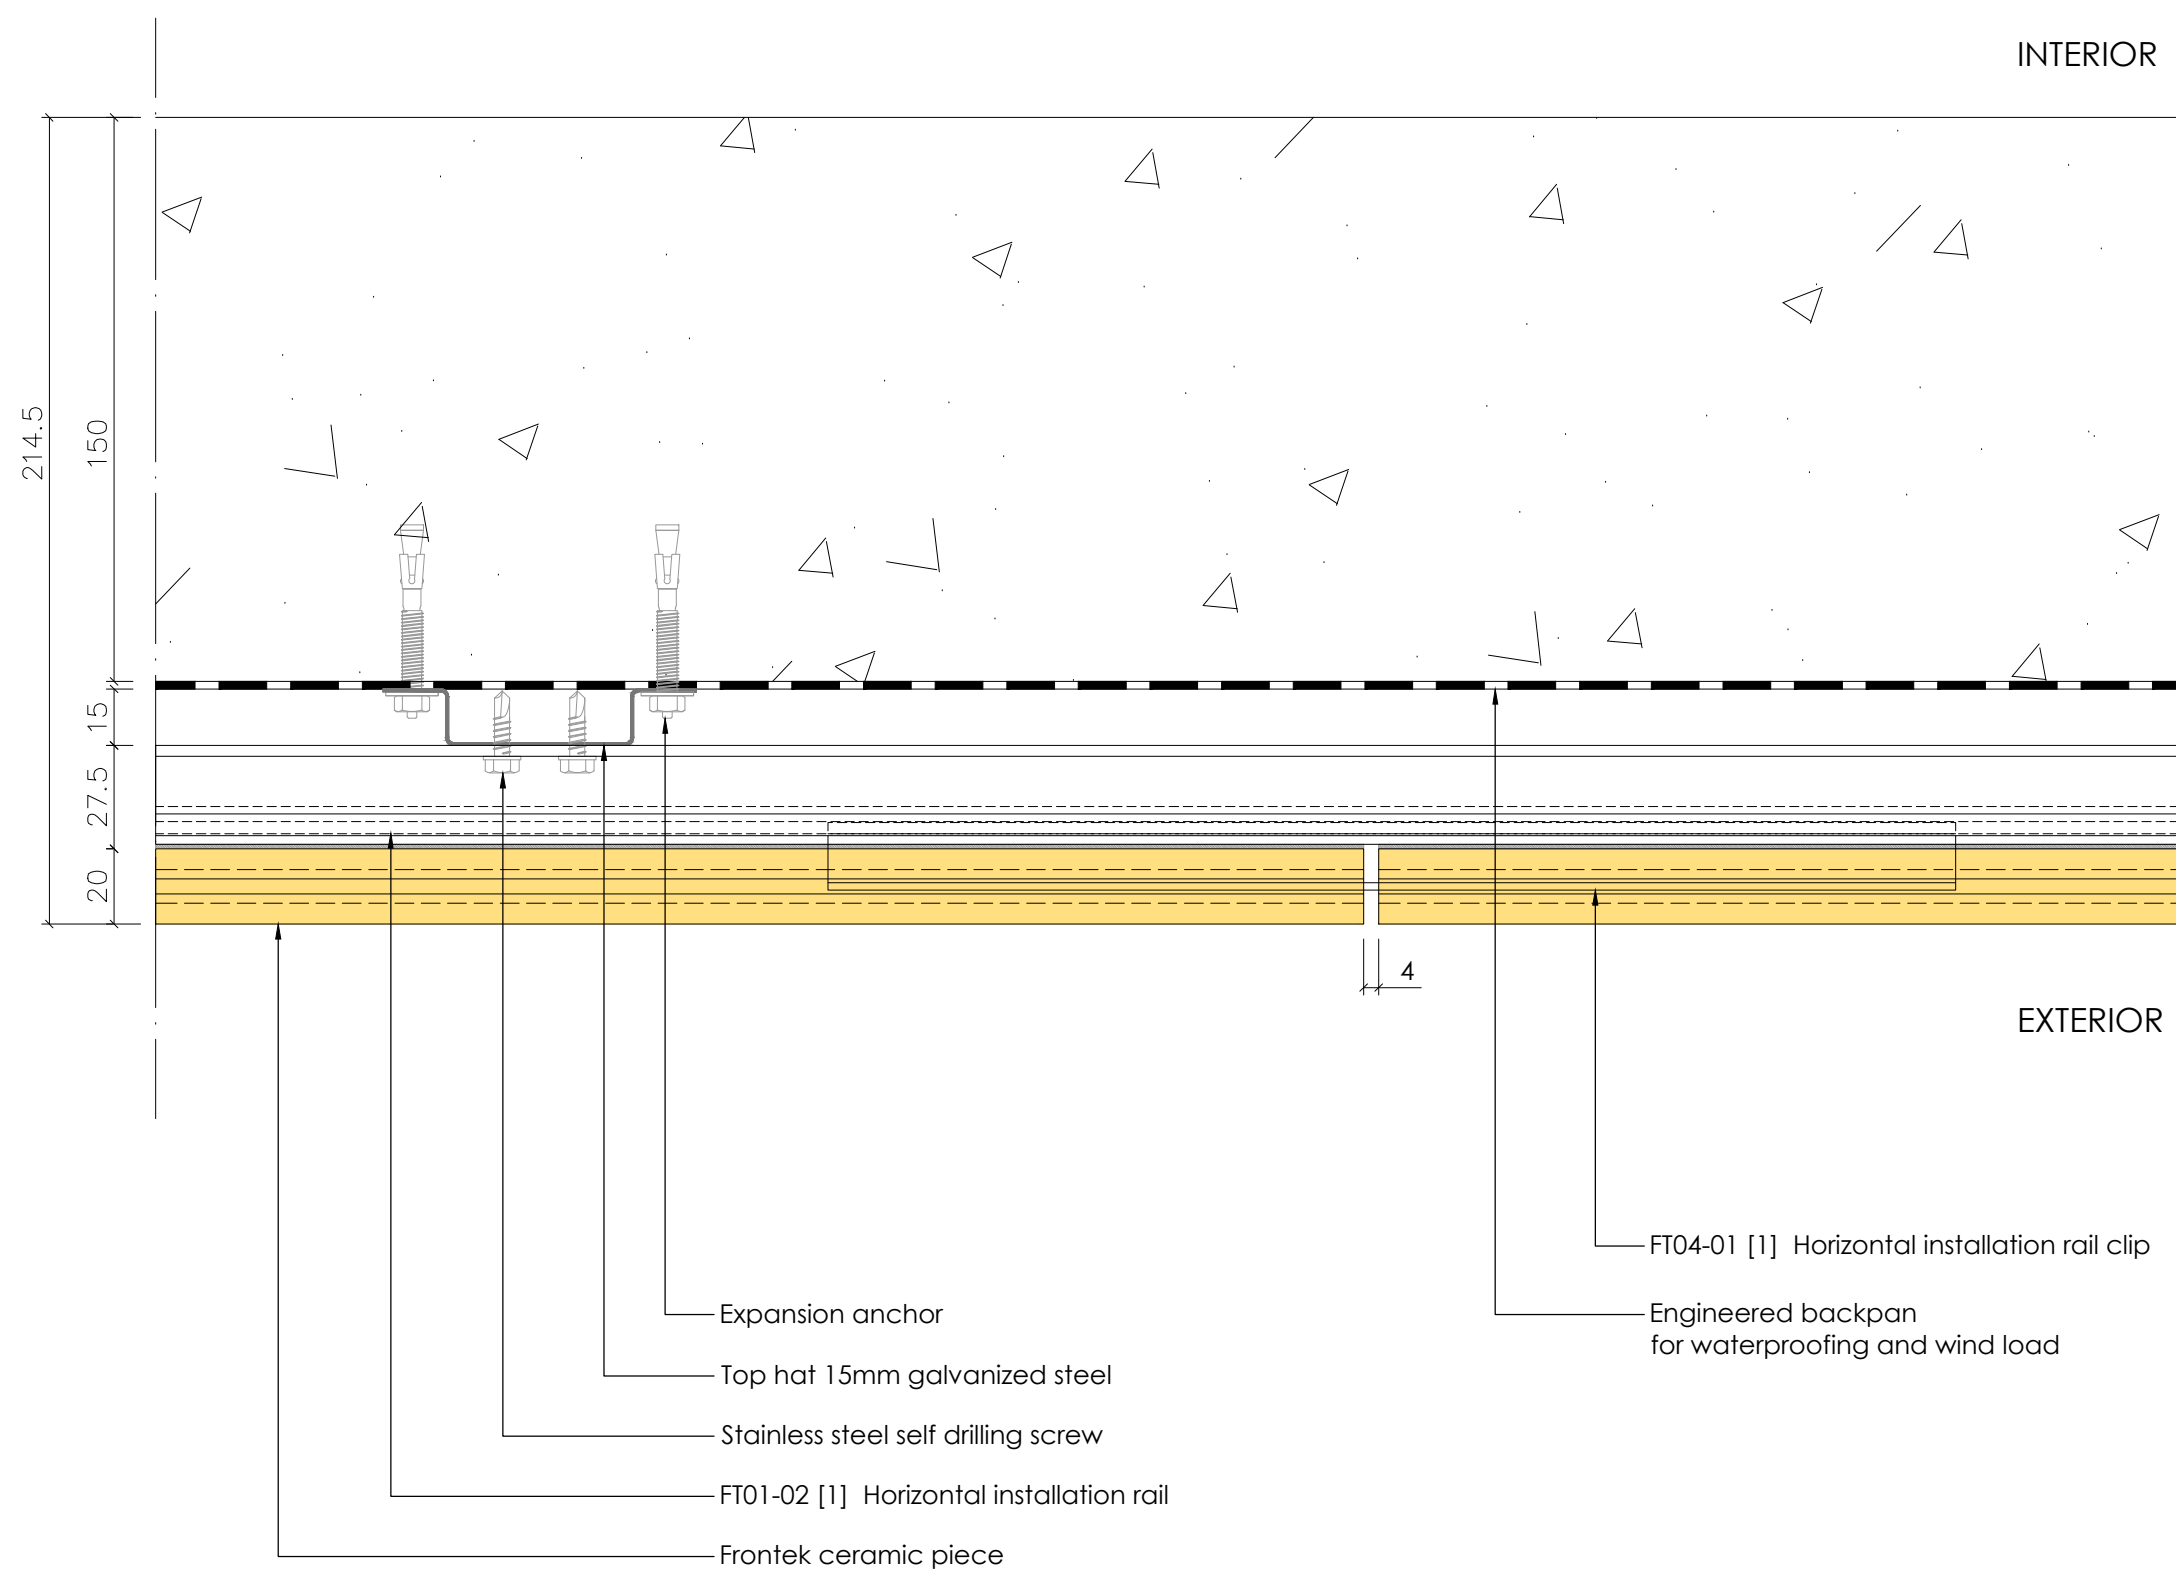 INTERIOR
214.5
150
15
27.5
20
4
EXTERIOR
FT04-01 [1] Horizontal installation rail clip
Engineered backpan
for waterproofing and wind load
Expansion anchor
Top hat 15mm galvanized steel
Stainless steel self drilling screw
FT01-02 [1] Horizontal installation rail
Frontek ceramic piece